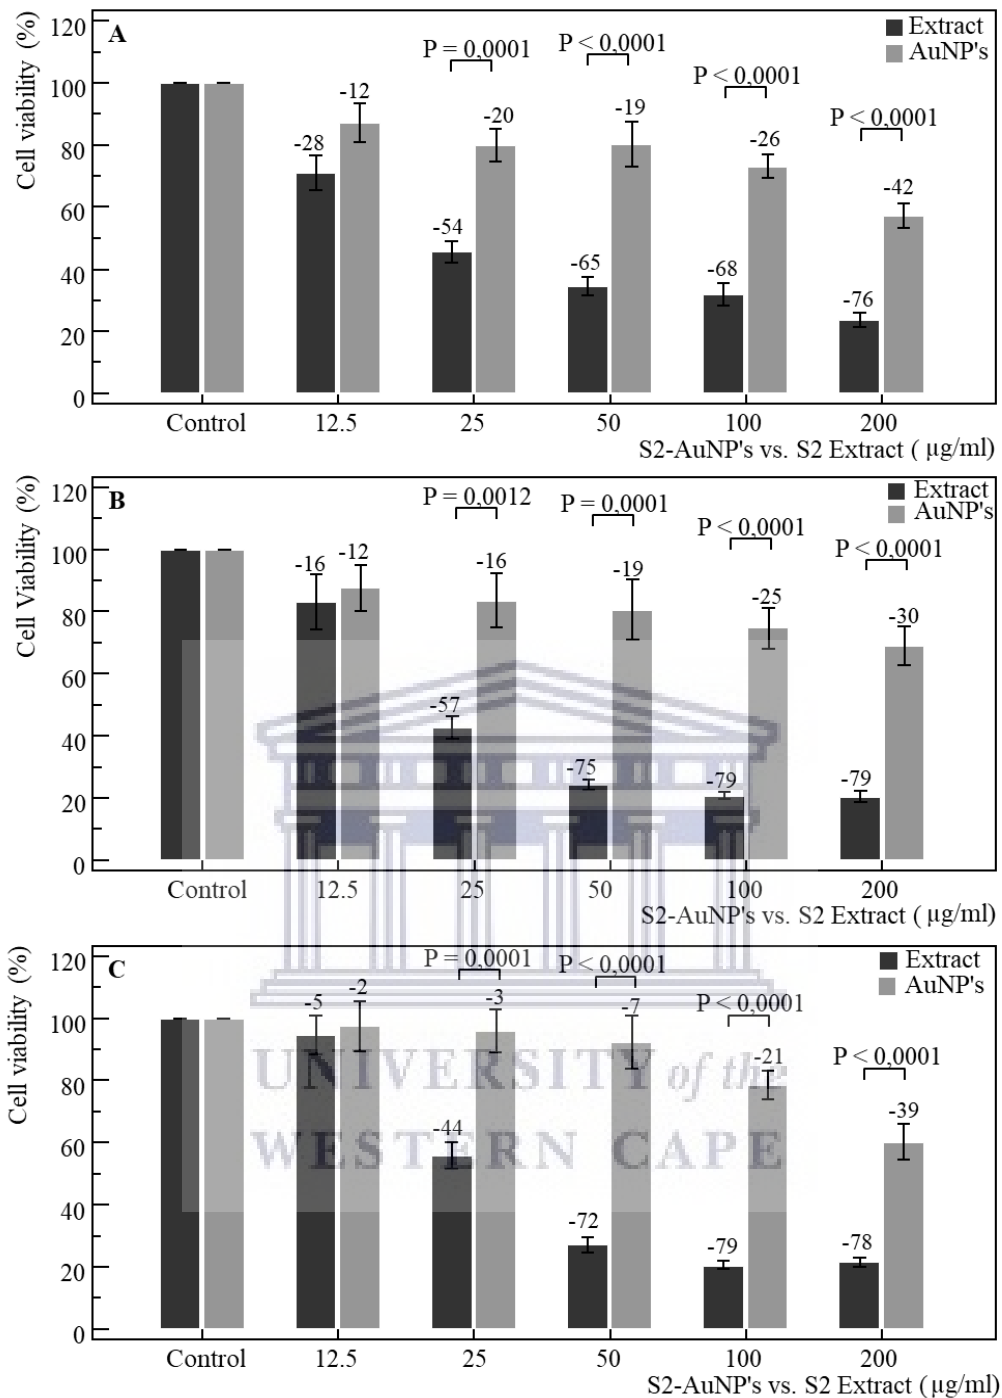 A
Cell viability (%)
Extract
AuNP's
P = 0,0001
P < 0,0001
P < 0,0001
P < 0,0001
120
100
80
60
40
20
0
-28
-12
-54
-20
-65
-19
-68
-26
-76
-42
Control 12.5 25 50 100 200
S2-AuNP's vs. S2 Extract ( µg/ml)
B
Cell Viability (%)
Extract
AuNP's
P = 0,0012
P = 0,0001
P < 0,0001
P < 0,0001
120
100
80
60
40
20
0
-16
-12
-57
-16
-75
-19
-79
-25
-79
-30
Control 12.5 25 50 100 200
S2-AuNP's vs. S2 Extract ( µg/ml)
C
Cell viability (%)
Extract
AuNP's
P = 0,0001
P < 0,0001
P < 0,0001
P < 0,0001
120
100
80
60
40
20
0
-5
-2
-44
-3
-72
-7
-79
-21
-78
-39
UNIVERSITY of the
WESTERN CAPE
Control 12.5 25 50 100 200
S2-AuNP's vs. S2 Extract ( µg/ml)